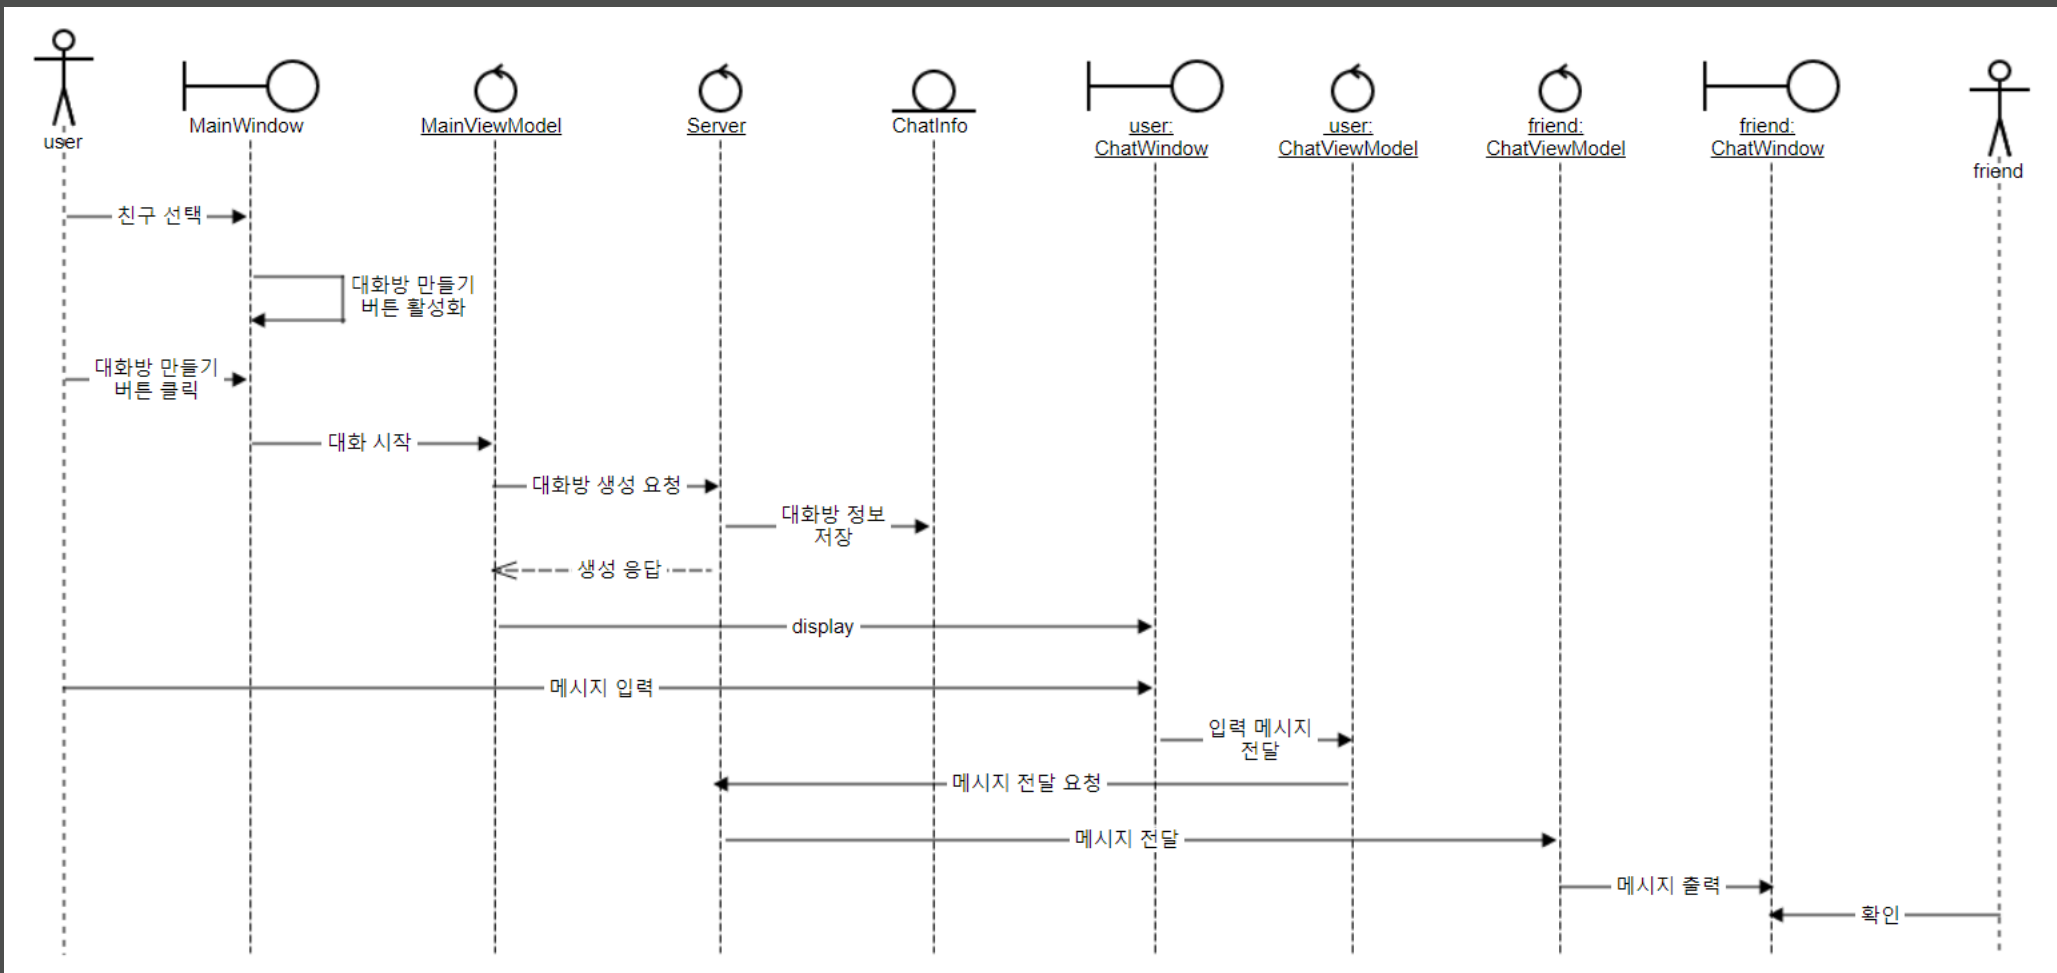 user
MainWindow
MainViewModel
Server
ChatInfo
user:
ChatWindow
user:
ChatViewModel
friend:
ChatViewModel
friend:
ChatWindow
friend
친구 선택
대화방 만들기
버튼 활성화
대화방 만들기
버튼 클릭
대화 시작
대화방 생성 요청
대화방 정보
저장
생성 응답
display
메시지 입력
입력 메시지
전달
메시지 전달 요청
메시지 전달
메시지 출력
확인